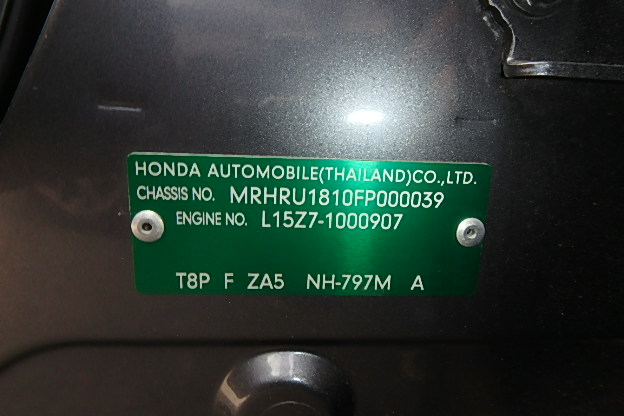 HONDA AUTOMOBILE(THAILAND)CO.,LTD.
CHASSIS NO. MRHRU1810FP000039
ENGINE NO. L15Z7-1000907
T8P F ZA5 NH-797M A